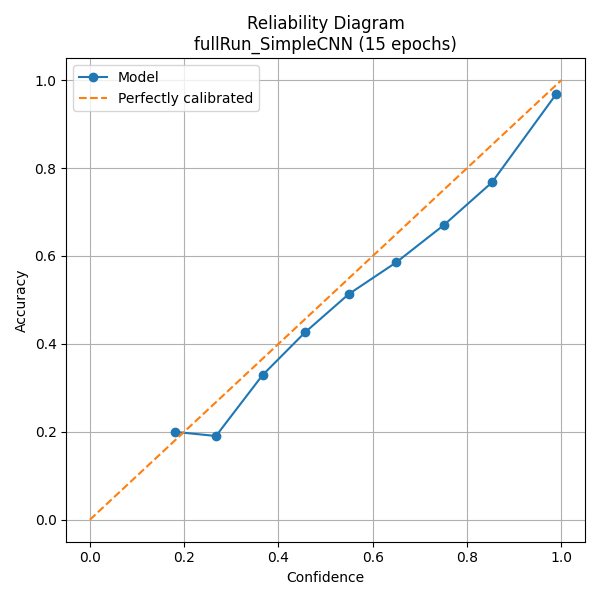 Reliability Diagram
fullRun_SimpleCNN (15 epochs)
Model
Perfectly calibrated
1.0
0.8
0.6
0.4
0.2
0.0
Accuracy
0.0 0.2 0.4 0.6 0.8 1.0
Confidence